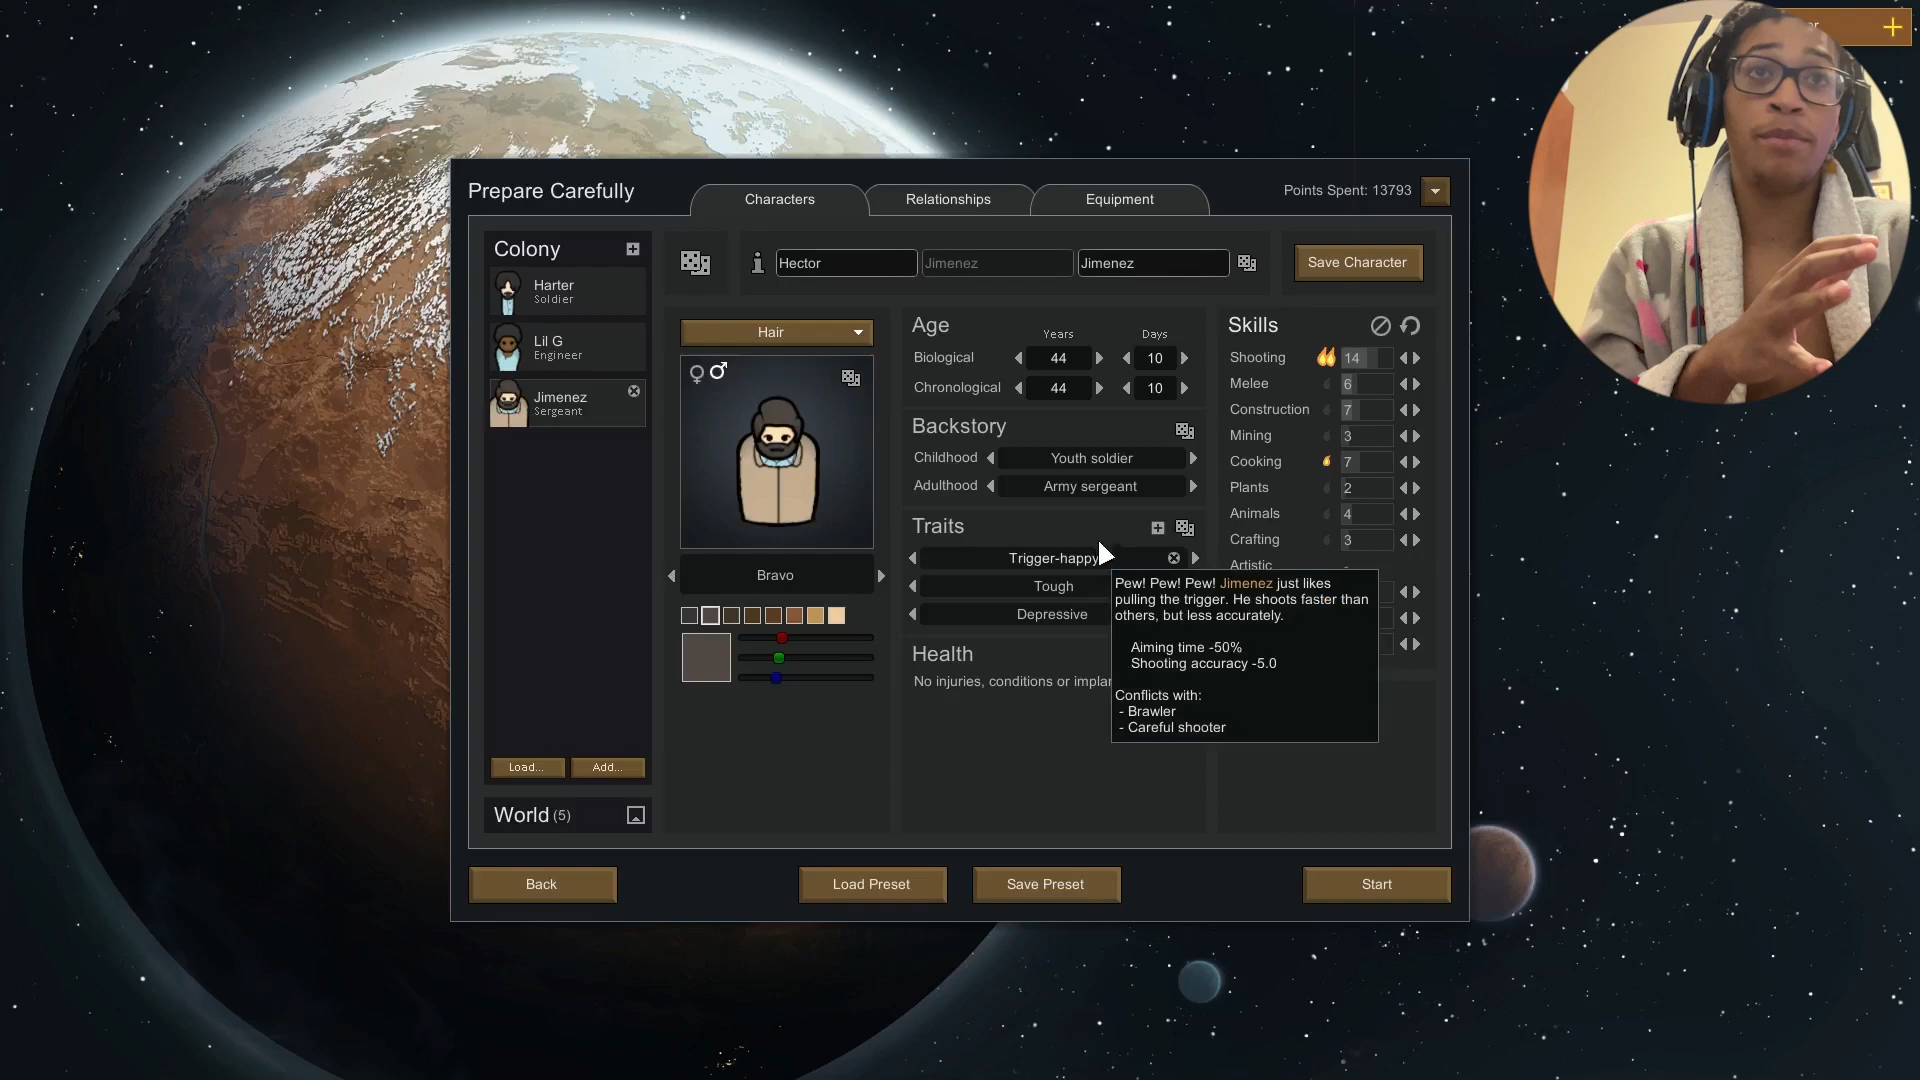 Prepare Carefully
Characters
Relationships
Equipment
Points Spent: 13793
Colony
Harter
Soldier
Lil G
Engineer
Jimenez
Sergeant
Load...
Add...
World (5)
Hector
Jimenez
Jimenez
Save Character
Hair
Bravo
Age
Years
Days
Biological
44
10
Chronological
44
10
Backstory
Childhood
Youth soldier
Adulthood
Army sergeant
Traits
Trigger-happy
Tough
Depressive
Health
No injuries, conditions or
Pew! Pew! Pew! Jimenez just likes
pulling the trigger. He shoots faster than
others, but less accurately.
Aiming time -50%
Shooting accuracy -5.0
Conflicts with:
- Brawler
- Careful shooter
Skills
Shooting 14
Melee 6
Construction 7
Mining 3
Cooking 7
Plants 2
Animals 4
Crafting 3
Artistic -
Back
Load Preset
Save Preset
Start